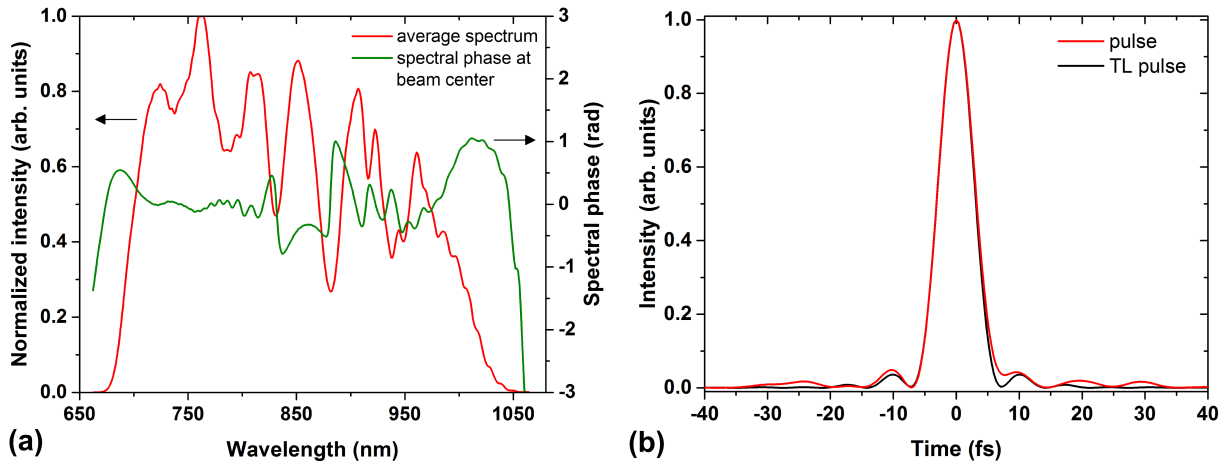 1.0
0.8
0.6
0.4
0.2
0.0
Normalized intensity (arb. units)
650
750
850
950
1050
Wavelength (nm)
3
2
1
0
-1
-2
-3
Spectral phase (rad)
average spectrum
spectral phase at
beam center
(a)
1.0
0.8
0.6
0.4
0.2
0.0
Intensity (arb. units)
-40
-30
-20
-10
0
10
20
30
40
Time (fs)
pulse
TL pulse
(b)